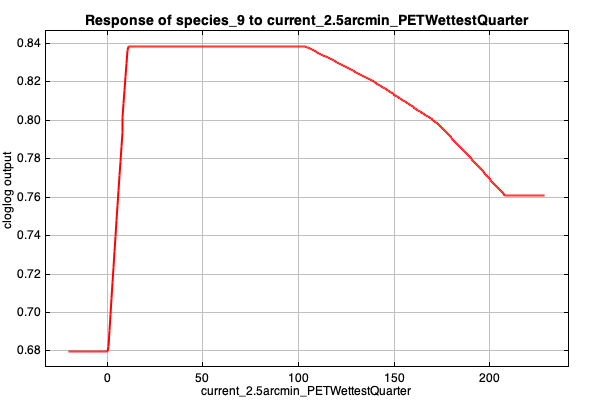 Response of species_9 to current_2.5arcmin_PETWettestQuarter
0.84
0.82
0.80
0.78
0.76
0.74
0.72
0.70
0.68
cloglog output
0 50 100 150 200
current_2.5arcmin_PETWettestQuarter